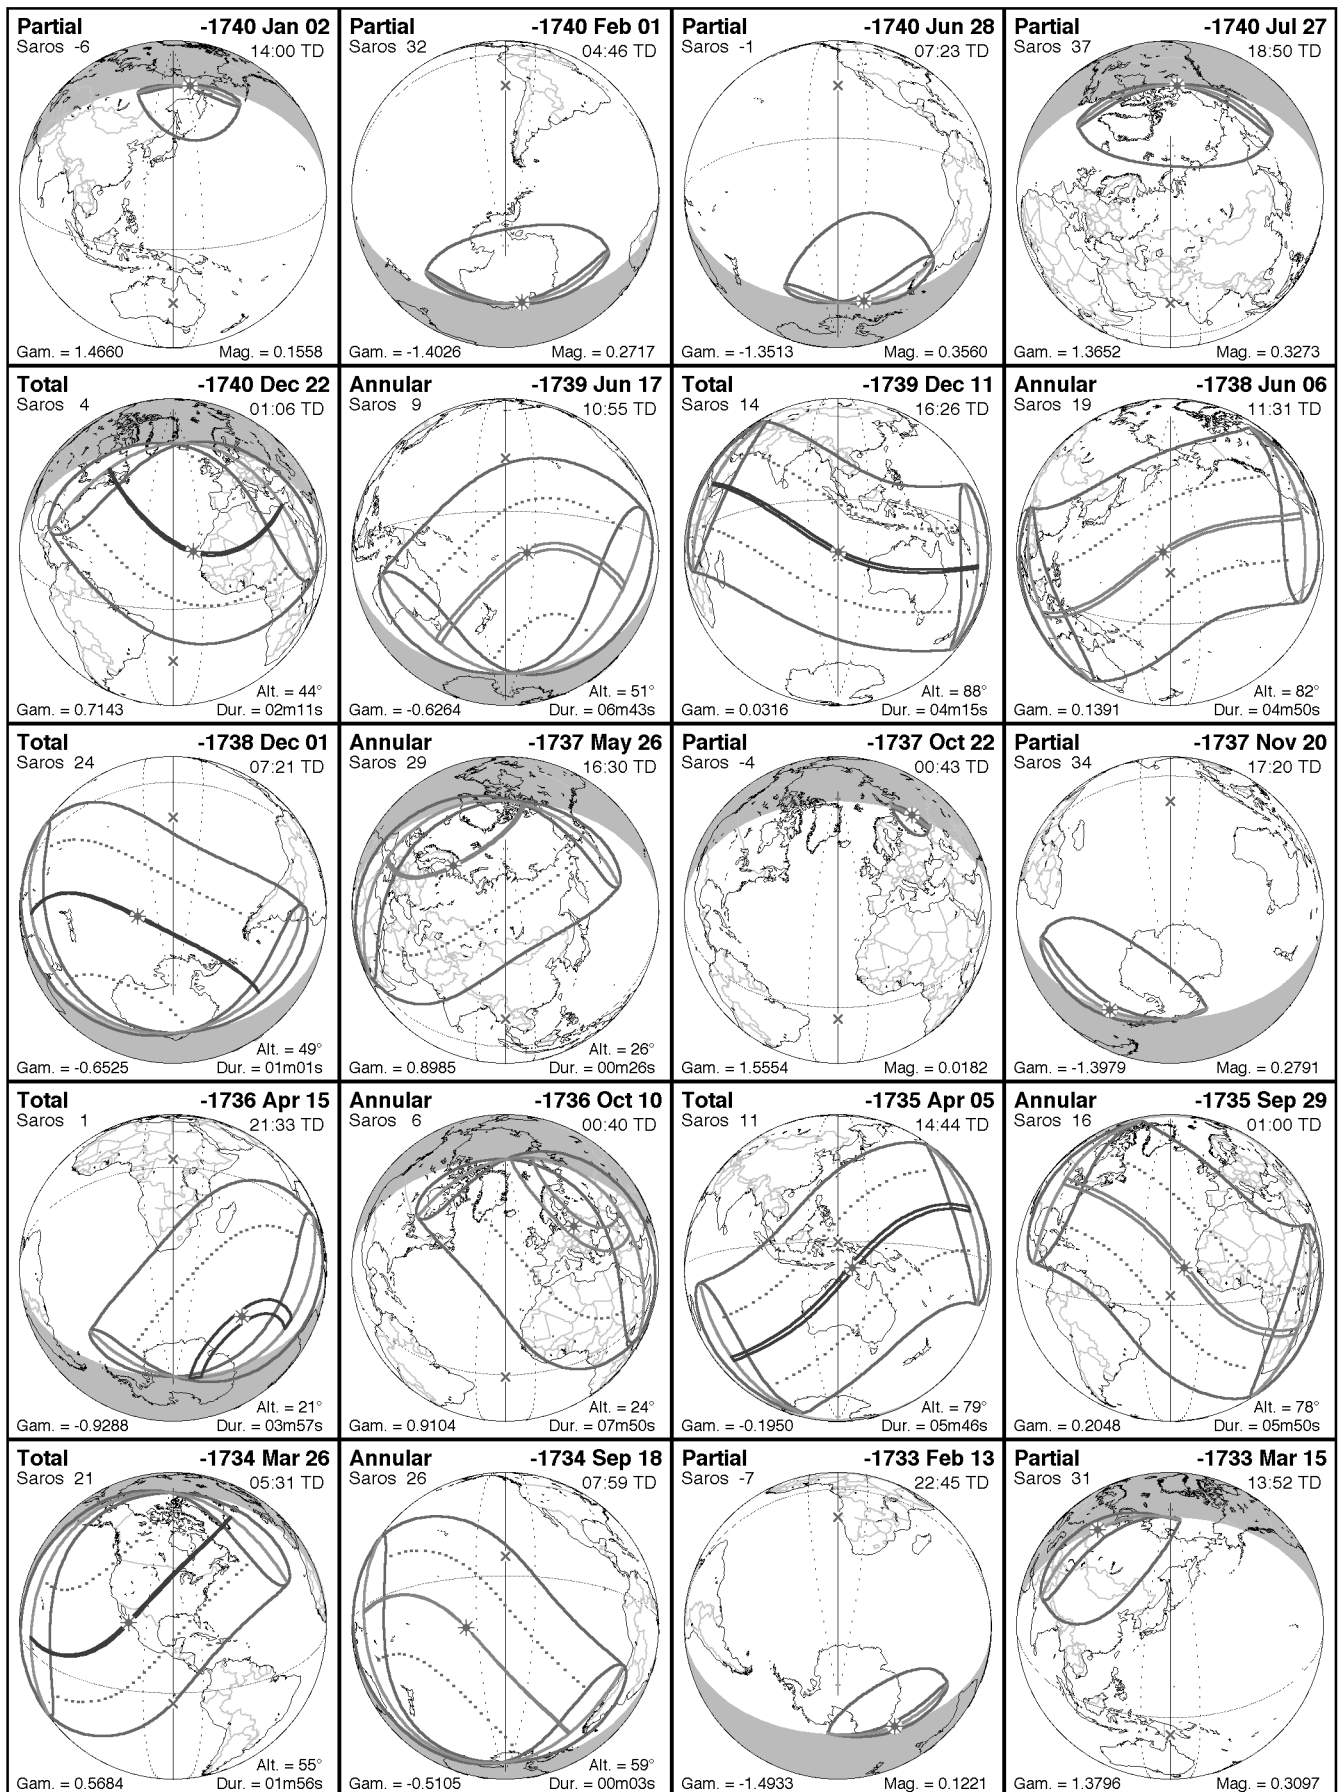 Partial -1740 Jan 02
Saros -6 14:00 TD
Gam. = 1.4660 Mag. = 0.1558
Partial -1740 Feb 01
Saros 32 04:46 TD
Gam. = -1.4026 Mag. = 0.2717
Partial -1740 Jun 28
Saros -1 07:23 TD
Gam. = -1.3513 Mag. = 0.3560
Partial -1740 Jul 27
Saros 37 18:50 TD
Gam. = 1.3652 Mag. = 0.3273
Total -1740 Dec 22
Saros 4 01:06 TD
Alt. = 44°
Gam. = 0.7143 Dur. = 02m11s
Annular -1739 Jun 17
Saros 9 10:55 TD
Alt. = 51°
Gam. = -0.6264 Dur. = 06m43s
Total -1739 Dec 11
Saros 14 16:26 TD
Alt. = 88°
Gam. = 0.0316 Dur. = 04m15s
Annular -1738 Jun 06
Saros 19 11:31 TD
Alt. = 82°
Gam. = 0.1391 Dur. = 04m50s
Total -1738 Dec 01
Saros 24 07:21 TD
Alt. = 49°
Gam. = -0.6525 Dur. = 01m01s
Annular -1737 May 26
Saros 29 16:30 TD
Alt. = 26°
Gam. = 0.8985 Dur. = 00m26s
Partial -1737 Oct 22
Saros -4 00:43 TD
Gam. = 1.5554 Mag. = 0.0182
Partial -1737 Nov 20
Saros 34 17:20 TD
Gam. = -1.3979 Mag. = 0.2791
Total -1736 Apr 15
Saros 1 21:33 TD
Alt. = 21°
Gam. = -0.9288 Dur. = 03m57s
Annular -1736 Oct 10
Saros 6 00:40 TD
Alt. = 24°
Gam. = 0.9104 Dur. = 07m50s
Total -1735 Apr 05
Saros 11 14:44 TD
Alt. = 79°
Gam. = -0.1950 Dur. = 05m46s
Annular -1735 Sep 29
Saros 16 01:00 TD
Alt. = 78°
Gam. = 0.2048 Dur. = 05m50s
Total -1734 Mar 26
Saros 21 05:31 TD
Alt. = 55°
Gam. = 0.5684 Dur. = 01m56s
Annular -1734 Sep 18
Saros 26 07:59 TD
Alt. = 59°
Gam. = -0.5105 Dur. = 00m03s
Partial -1733 Feb 13
Saros -7 22:45 TD
Gam. = -1.4933 Mag. = 0.1221
Partial -1733 Mar 15
Saros 31 13:52 TD
Gam. = 1.3796 Mag. = 0.3097